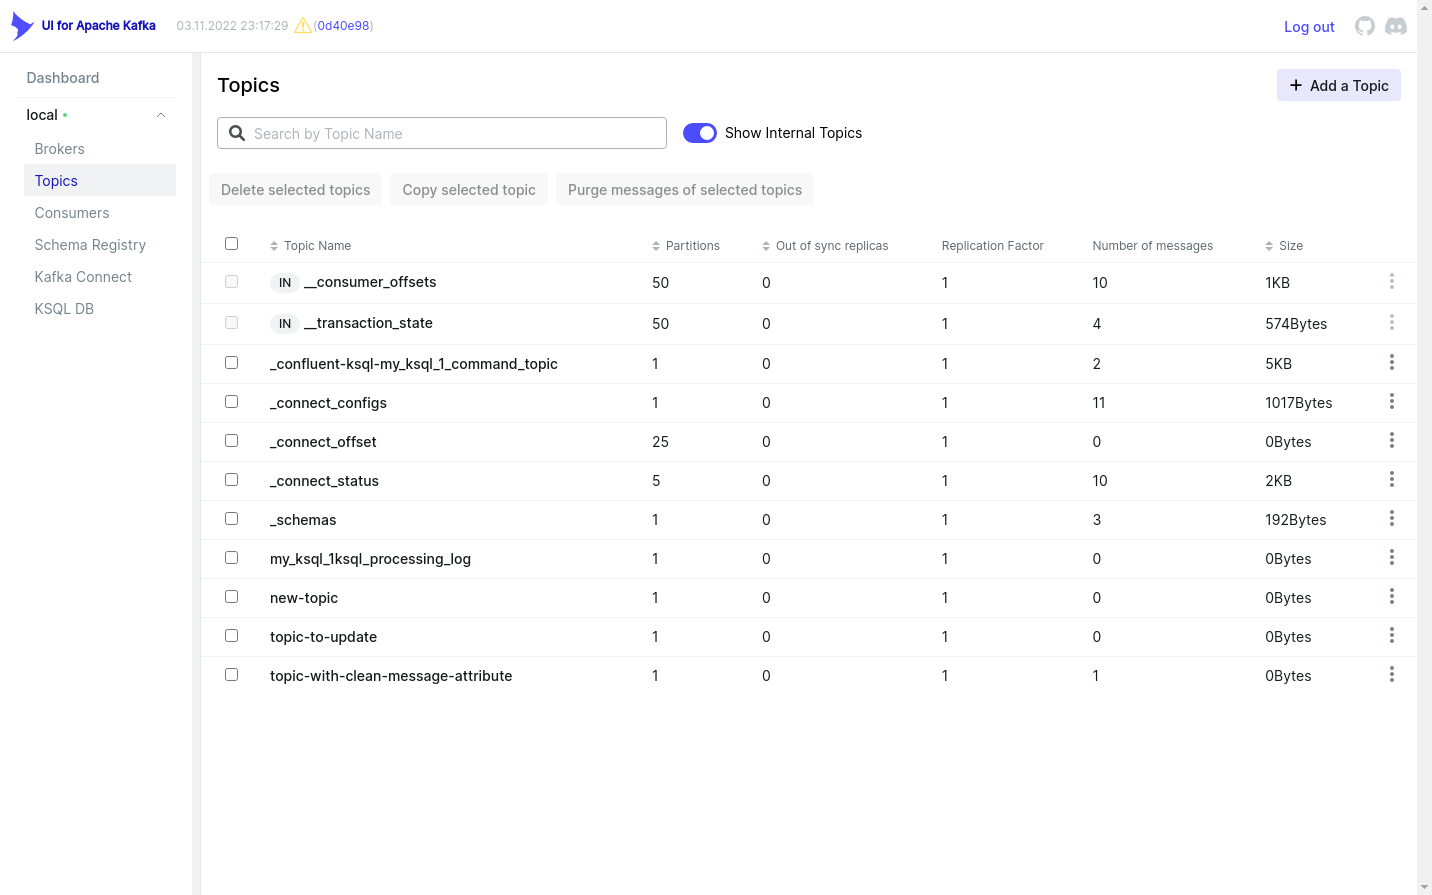 UI for Apache Kafka 03.11.2022 23:17:29 (0d40e98) Log out
Dashboard
local
Brokers
Topics
Consumers
Schema Registry
Kafka Connect
KSQL DB
Topics
Add a Topic
Search by Topic Name
Show Internal Topics
Delete selected topics Copy selected topic Purge messages of selected topics
Topic Name Partitions Out of sync replicas Replication Factor Number of messages Size
IN __consumer_offsets 50 0 1 10 1KB
IN __transaction_state 50 0 1 4 574Bytes
_confluent-ksql-my_ksql_1_command_topic 1 0 1 2 5KB
_connect_configs 1 0 1 11 1017Bytes
_connect_offset 25 0 1 0 0Bytes
_connect_status 5 0 1 10 2KB
_schemas 1 0 1 3 192Bytes
my_ksql_1ksql_processing_log 1 0 1 0 0Bytes
new-topic 1 0 1 0 0Bytes
topic-to-update 1 0 1 0 0Bytes
topic-with-clean-message-attribute 1 0 1 1 0Bytes